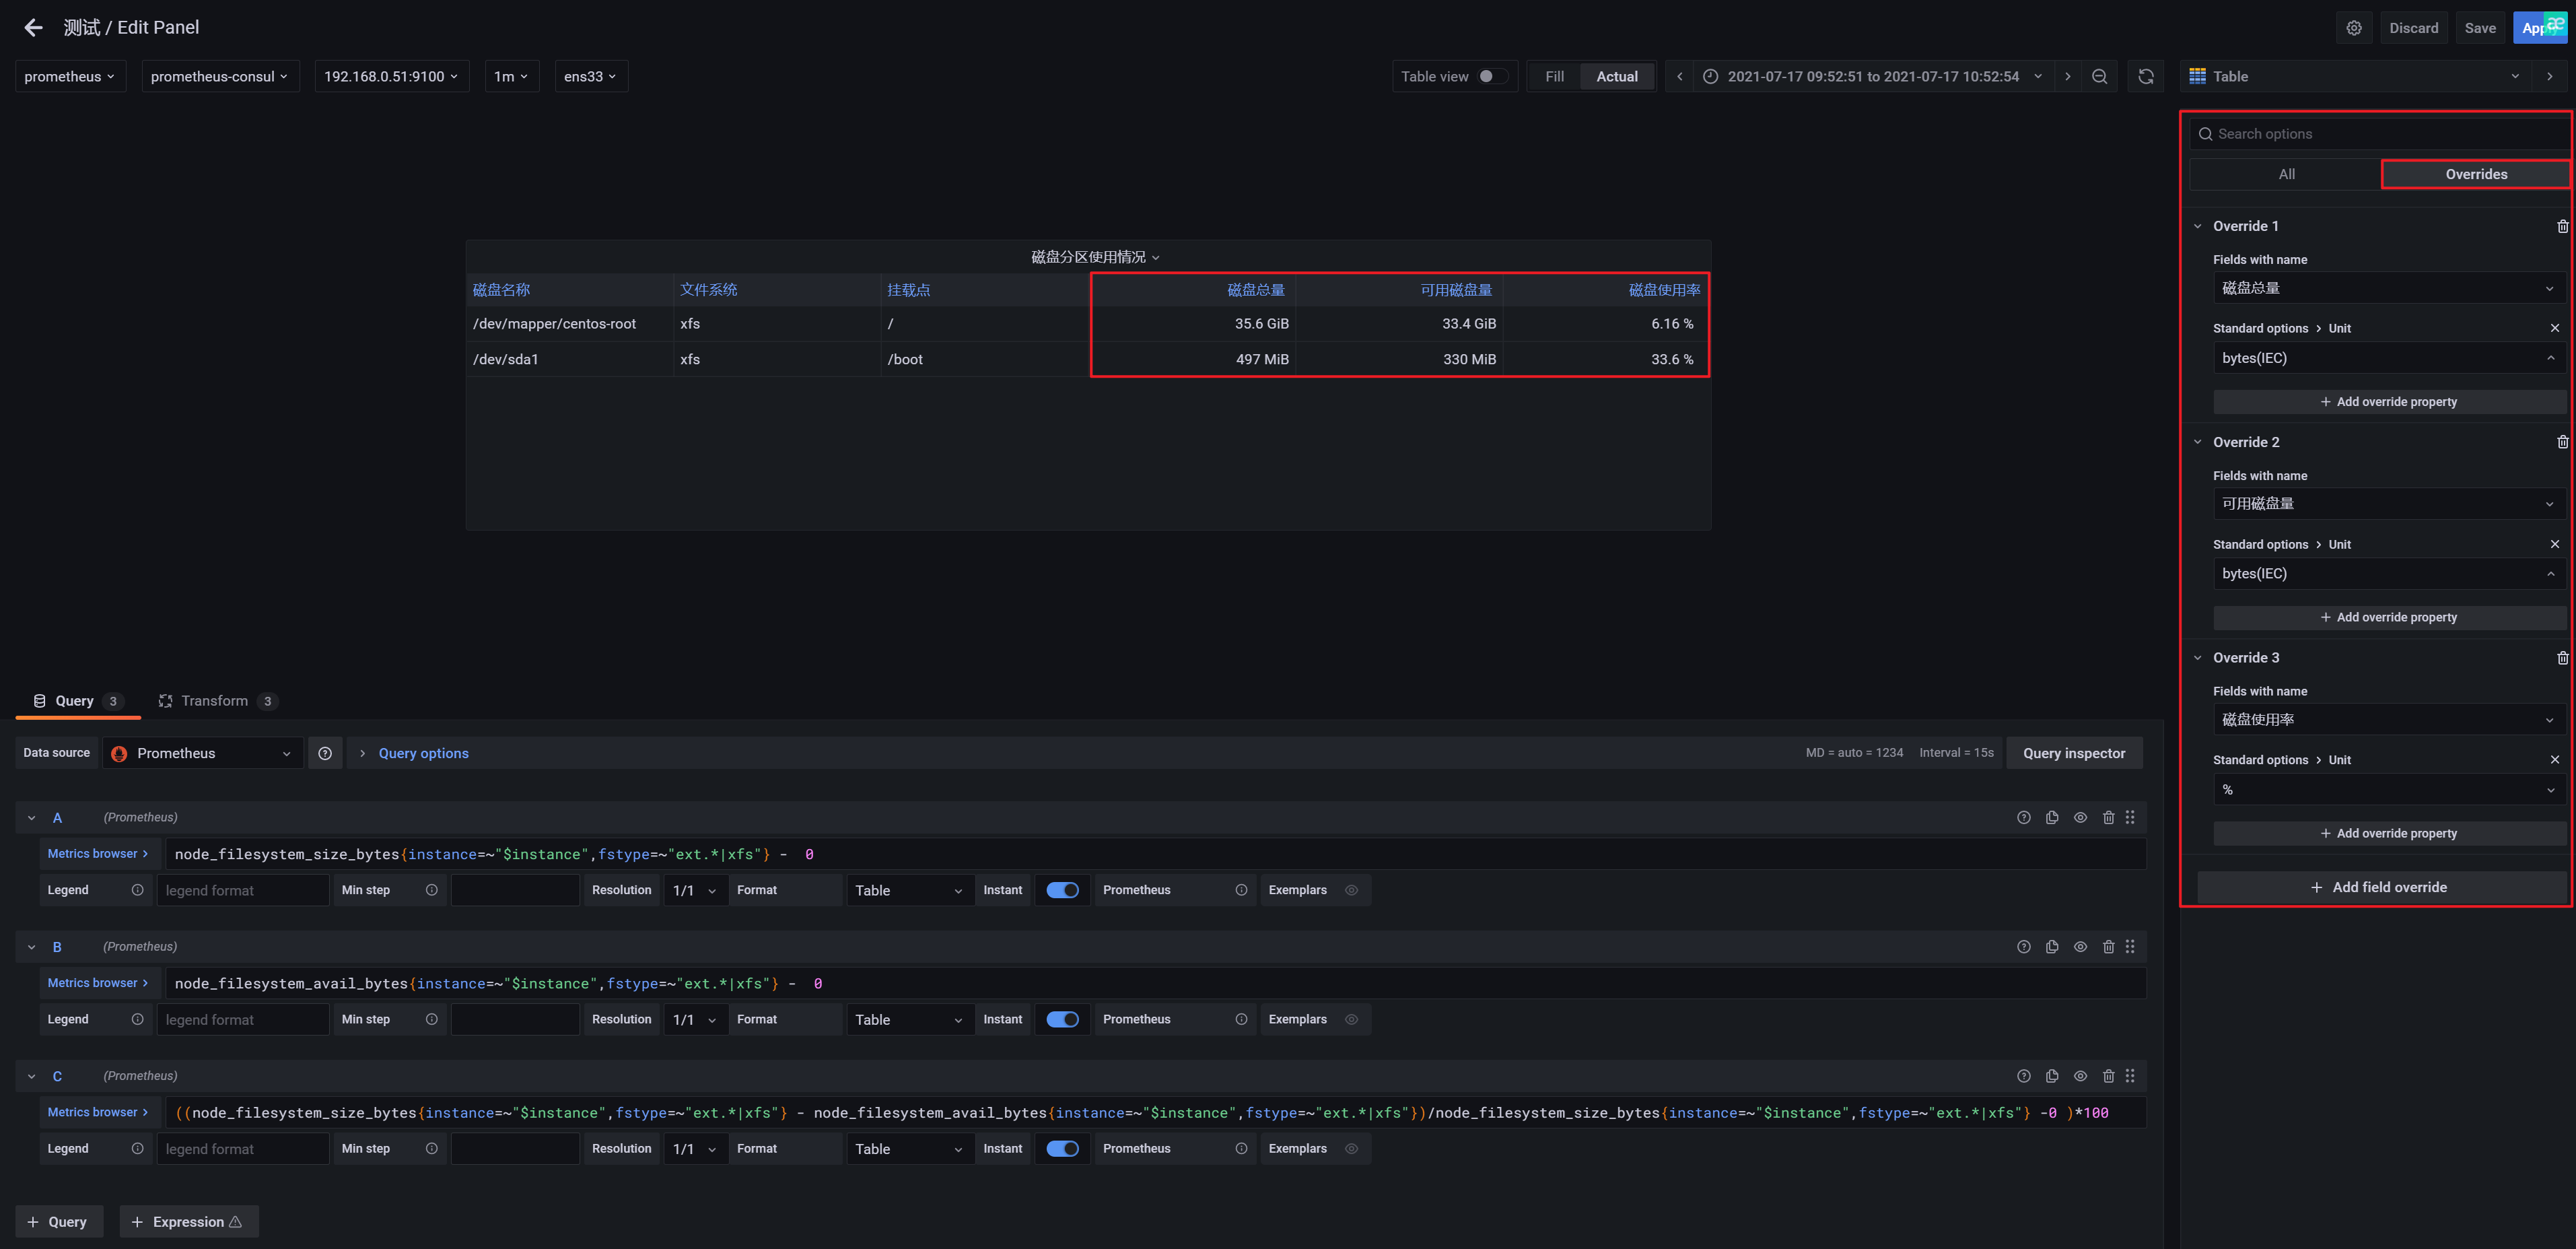 测试 / Edit Panel
Discard
Save
prometheus
prometheus-consul
192.168.0.51:9100
1m
ens33
Table view
Fill
Actual
2021-07-17 09:52:51 to 2021-07-17 10:52:54
Table
Search options
All
Overrides
磁盘分区使用情况
磁盘名称 文件系统 挂载点 磁盘总量 可用磁盘量 磁盘使用率
/dev/mapper/centos-root xfs / 35.6 GiB 33.4 GiB 6.16 %
/dev/sda1 xfs /boot 497 MiB 330 MiB 33.6 %
Override 1
Fields with name
磁盘总量
Standard options > Unit
bytes(IEC)
+ Add override property
Override 2
Fields with name
可用磁盘量
Standard options > Unit
bytes(IEC)
+ Add override property
Override 3
Fields with name
磁盘使用率
Standard options > Unit
%
+ Add override property
+ Add field override
Query 3
Transform 3
Data source
Prometheus
> Query options
MD = auto = 1234
Interval = 15s
Query inspector
A (Prometheus)
Metrics browser >
node_filesystem_size_bytes{instance=~"$instance",fstype=~"ext.*|xfs"} -  0
Legend legend format Min step Resolution 1/1 Format Table Instant Prometheus Exemplars
B (Prometheus)
Metrics browser >
node_filesystem_avail_bytes{instance=~"$instance",fstype=~"ext.*|xfs"} -  0
Legend legend format Min step Resolution 1/1 Format Table Instant Prometheus Exemplars
C (Prometheus)
Metrics browser >
((node_filesystem_size_bytes{instance=~"$instance",fstype=~"ext.*|xfs"} - node_filesystem_avail_bytes{instance=~"$instance",fstype=~"ext.*|xfs"})/node_filesystem_size_bytes{instance=~"$instance",fstype=~"ext.*|xfs"} -0 )*100
Legend legend format Min step Resolution 1/1 Format Table Instant Prometheus Exemplars
+ Query
+ Expression